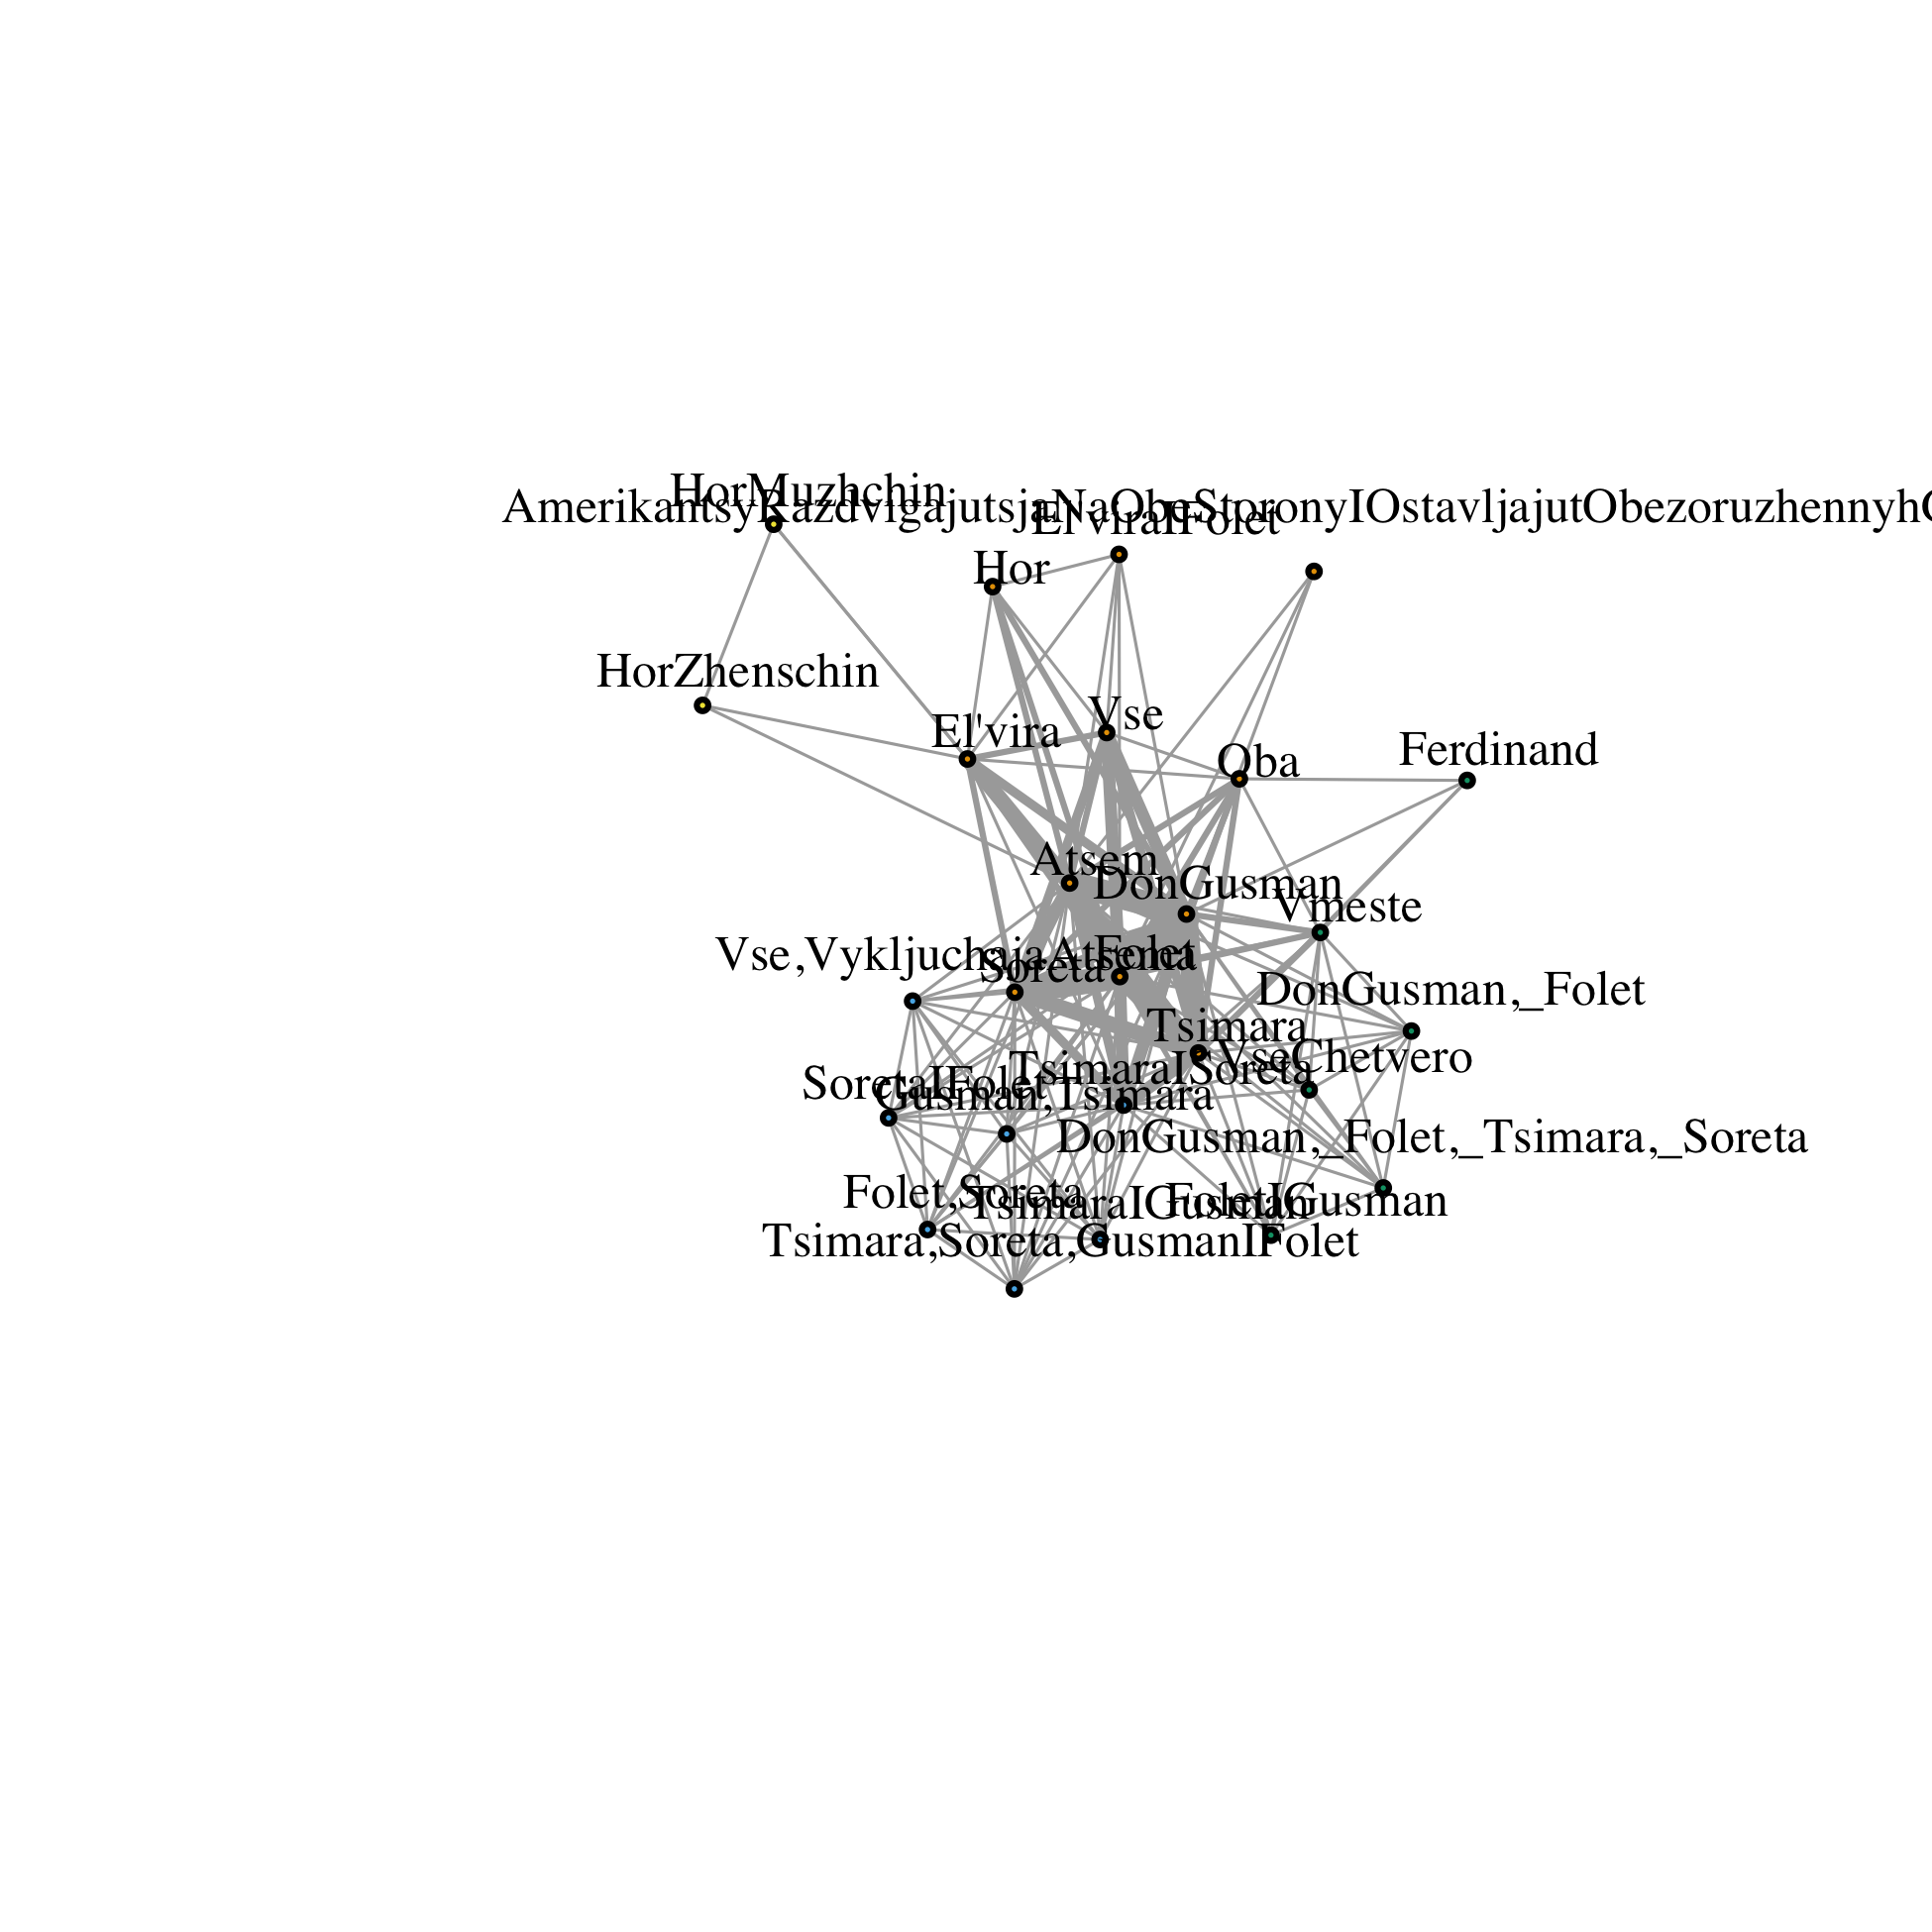 HorMuzhchin
AmerikantsyRazdvigajutsjaNaObeStoronyIOstavljajutObezoruzhennyh
El'viraIFolet
Hor
HorZhenschin
Vse
El'vira
Oba
Ferdinand
Atsem
DonGusman
Vmeste
Vse,VykljuchajaAtsema
Folet
Soreta
DonGusman,_Folet
Tsimara
VseChetvero
TsimaraISoreta
SoretaIFolet
Gusman,Tsimara
DonGusman,_Folet,_Tsimara,_Soreta
Folet,Soreta
TsimaraIGusman
FoletIGusman
Tsimara,Soreta,GusmanIFolet